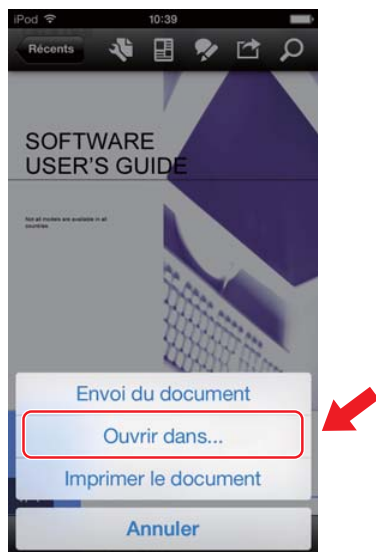 iPod 10:39
Récents
SOFTWARE
USER'S GUIDE
Not all models are available in all
countries.
Envoi du document
Ouvrir dans...
Imprimer le document
Annuler